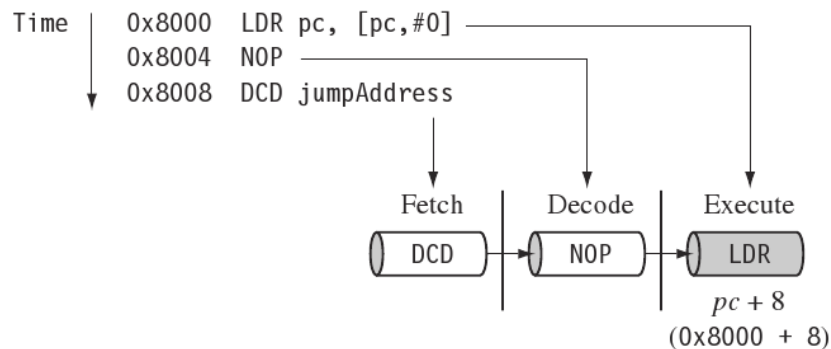 Time 0x8000 LDR pc, [pc,#0]
0x8004 NOP
0x8008 DCD jumpAddress
Fetch Decode Execute
DCD NOP LDR
pc + 8
(0x8000 + 8)